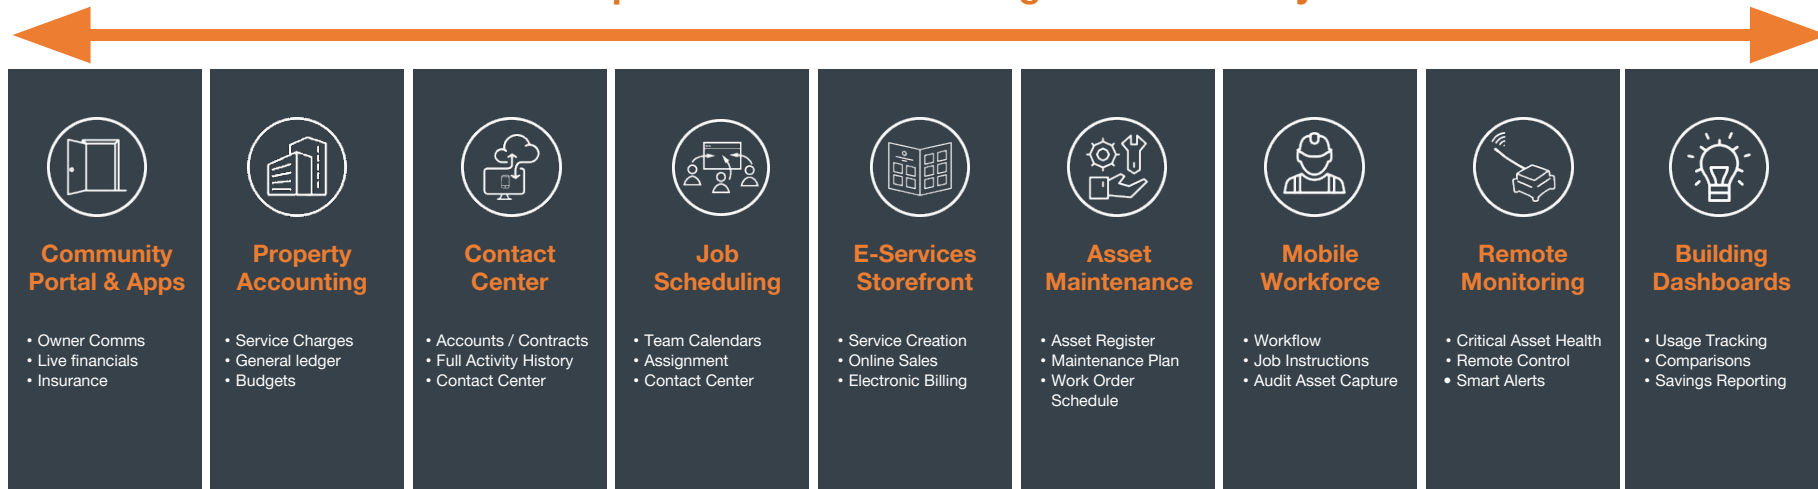 Community
Portal & Apps
• Owner Comms
• Live financials
• Insurance
Property
Accounting
• Service Charges
• General ledger
• Budgets
Contact
Center
• Accounts / Contracts
• Full Activity History
• Contact Center
Job
Scheduling
• Team Calendars
• Assignment
• Contact Center
E-Services
Storefront
• Service Creation
• Online Sales
• Electronic Billing
Asset
Maintenance
• Asset Register
• Maintenance Plan
• Work Order
Schedule
Mobile
Workforce
• Workflow
• Job Instructions
• Audit Asset Capture
Remote
Monitoring
• Critical Asset Health
• Remote Control
• Smart Alerts
Building
Dashboards
• Usage Tracking
• Comparisons
• Savings Reporting